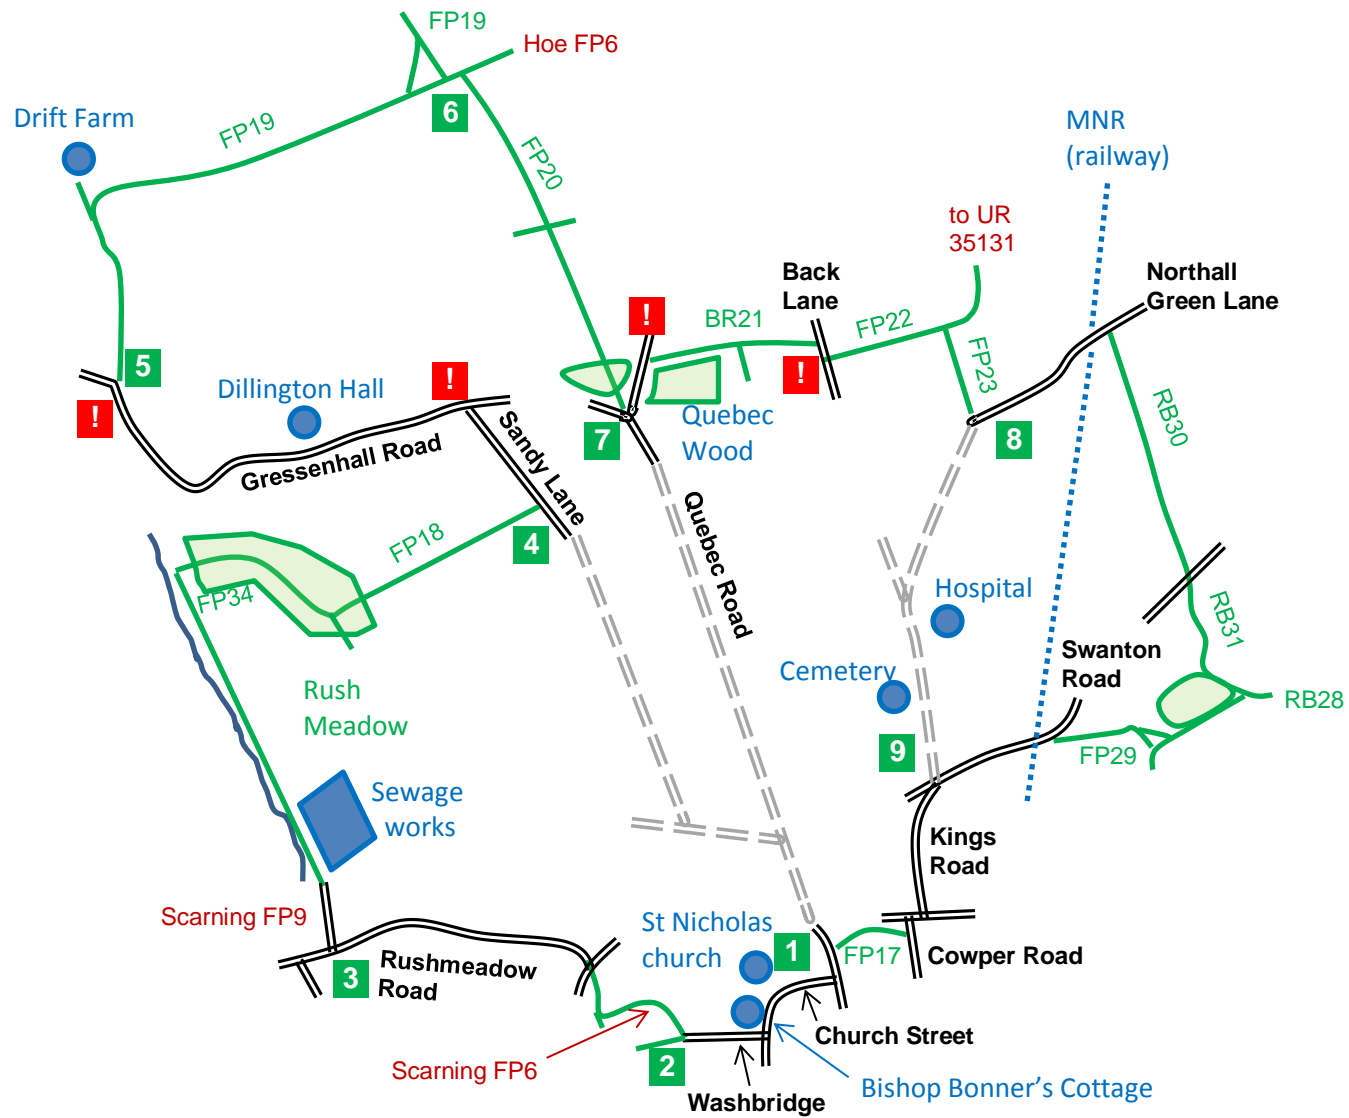 FP19
Hoe FP6
6
Drift Farm
FP19
FP20
MNR
(railway)
to UR
35131
Back
Lane
Northall
Green Lane
!
BR21
FP22
FP23
5
!
Dillington Hall
!
!
Gressenhall Road
Sandy Lane
7
Quebec
Wood
8
RB30
Quebec Road
4
FP18
FP34
Hospital
RB31
Rush
Meadow
Cemetery
Swanton
Road
RB28
9
FP29
Sewage
works
Kings
Road
Scarning FP9
St Nicholas
church
1
FP17
Cowper Road
3
Rushmeadow
Road
Church Street
Scarning FP6
2
Washbridge
Bishop Bonner's Cottage